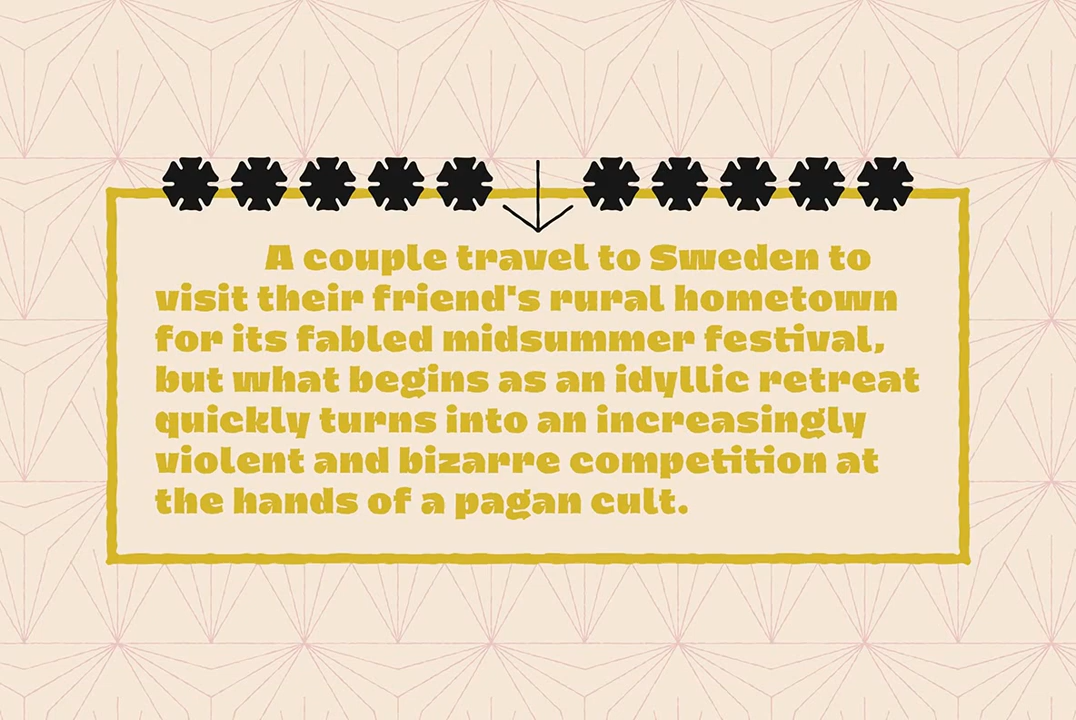 A couple travel to Sweden to
visit their friend's rural hometown
for its fabled midsummer festival,
but what begins as an idyllic retreat
quickly turns into an increasingly
violent and bizarre competition at
the hands of a pagan cult.